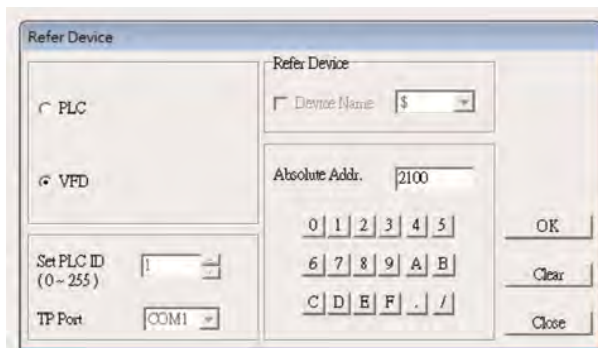 Refer Device
PLC
VFD
Set PLC ID
(0~255)
1
TP Port
COM1
Refer Device
Device Name
$
Absolute Addr.
2100
0 1 2 3 4 5
6 7 8 9 A B
C D E F . /
OK
Clear
Close